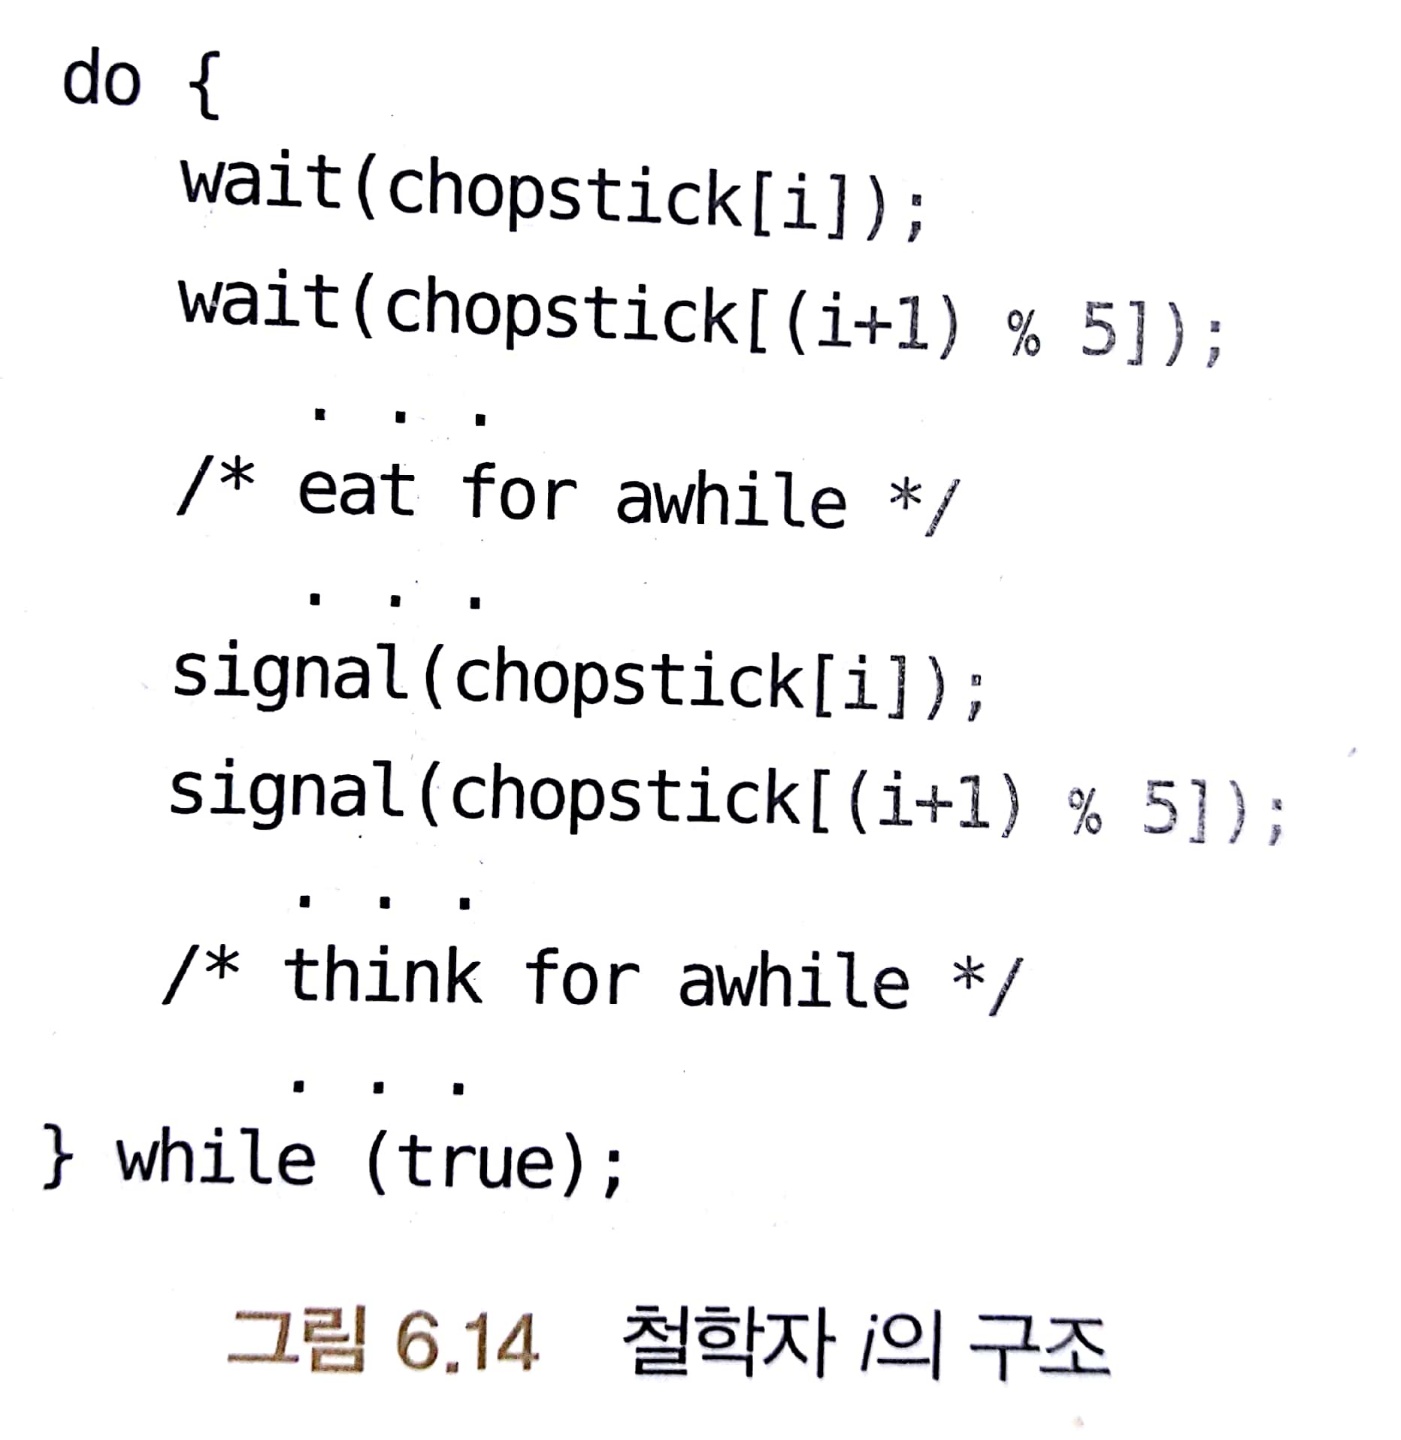 do {
wait(chopstick[i]);
wait(chopstick[(i+1) % 5]);
. . .
/* eat for awhile */
. . .
signal(chopstick[i]);
signal(chopstick[(i+1) % 5]);
. . .
/* think for awhile */
. . .
} while (true);
그림 6.14 철학자 i의 구조